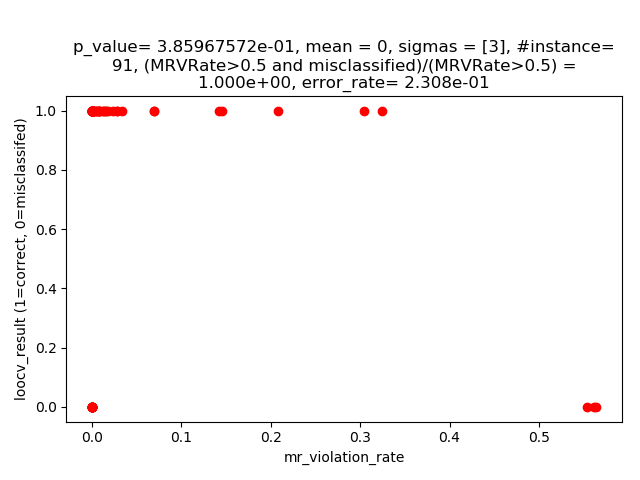 p_value= 3.85967572e-01, mean = 0, sigmas = [3], #instance=
91, (MRVRate>0.5 and misclassified)/(MRVRate>0.5) =
1.000e+00, error_rate= 2.308e-01
1.0
0.8
0.6
0.4
0.2
0.0
loocv_result (1=correct, 0=misclassifed)
0.0 0.1 0.2 0.3 0.4 0.5
mr_violation_rate